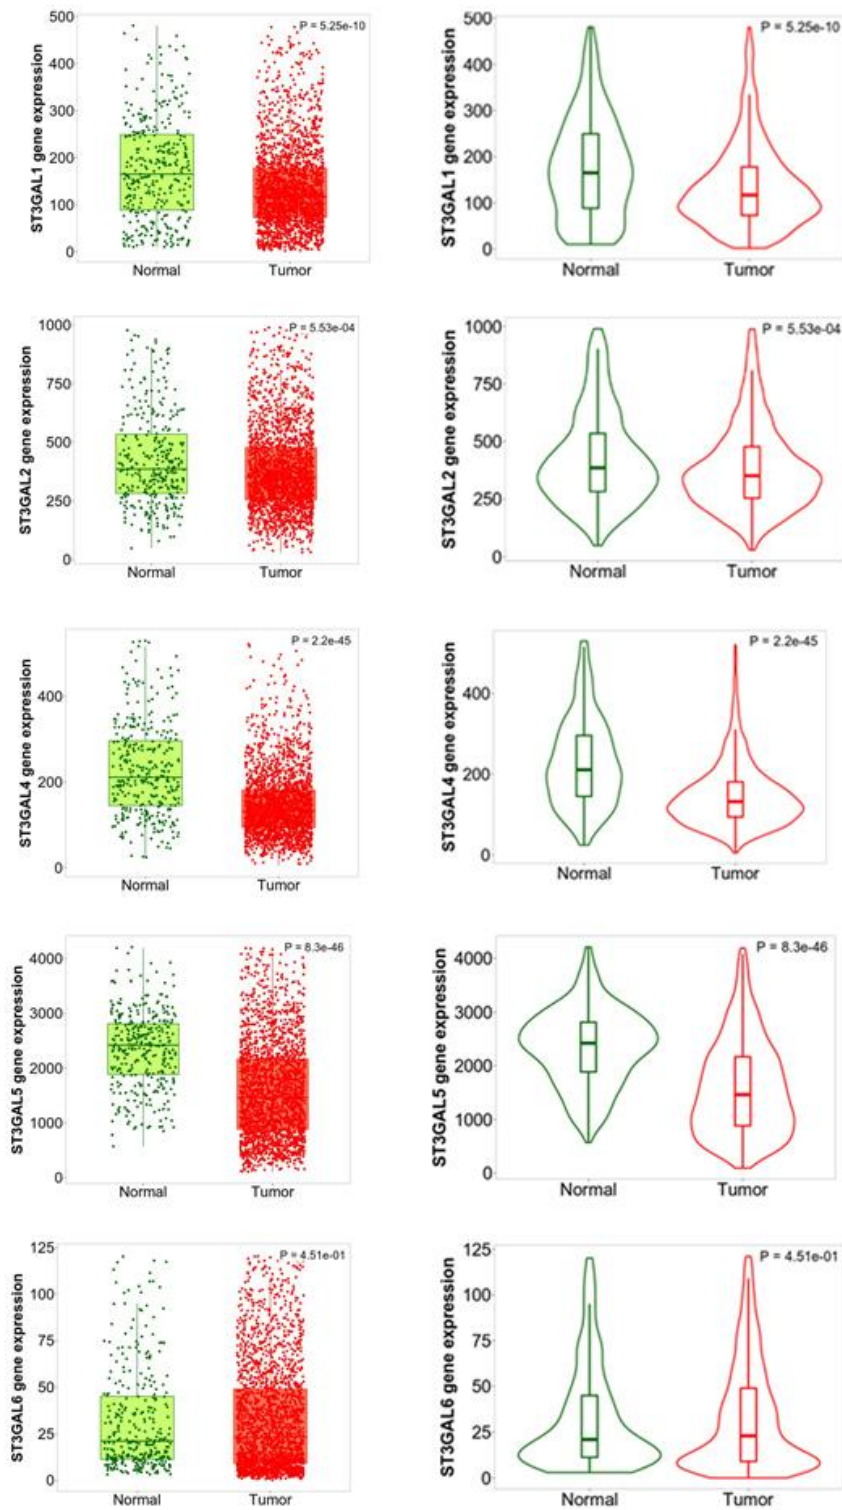 ST3GAL1 gene expression
500
400
300
200
100
0
P = 5.25e-10
Normal
Tumor
ST3GAL1 gene expression
500
400
300
200
100
0
P = 5.25e-10
Normal
Tumor
ST3GAL2 gene expression
1000
750
500
250
0
P = 5.53e-04
Normal
Tumor
ST3GAL2 gene expression
1000
750
500
250
0
P = 5.53e-04
Normal
Tumor
ST3GAL4 gene expression
400
200
0
P = 2.2e-45
Normal
Tumor
ST3GAL4 gene expression
400
200
0
P = 2.2e-45
Normal
Tumor
ST3GAL5 gene expression
4000
3000
2000
1000
0
P = 8.3e-46
Normal
Tumor
ST3GAL5 gene expression
4000
3000
2000
1000
0
P = 8.3e-46
Normal
Tumor
ST3GAL6 gene expression
125
100
75
50
25
0
P = 4.51e-01
Normal
Tumor
ST3GAL6 gene expression
125
100
75
50
25
0
P = 4.51e-01
Normal
Tumor